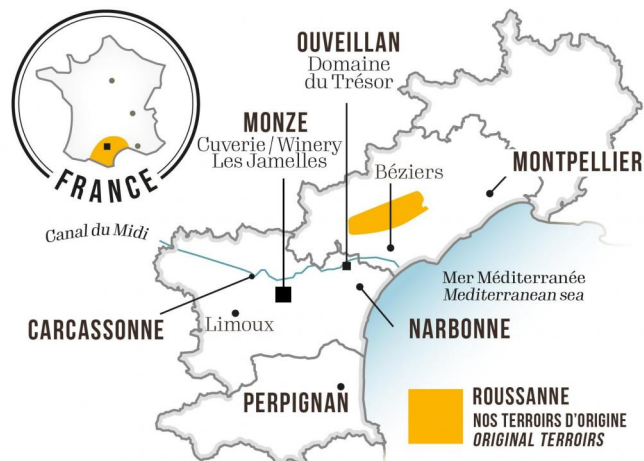 FRANCE
OUVEILLAN
Domaine
du Trésor
MONZE
Cuverie / Winery
Les Jamelles
Béziers
MONTPELLIER
Canal du Midi
Mer Méditerranée
Mediterranean sea
CARCASSONNE
Limoux
NARBONNE
PERPIGNAN
ROUSSANNE
NOS TERROIRS D'ORIGINE
ORIGINAL TERROIRS